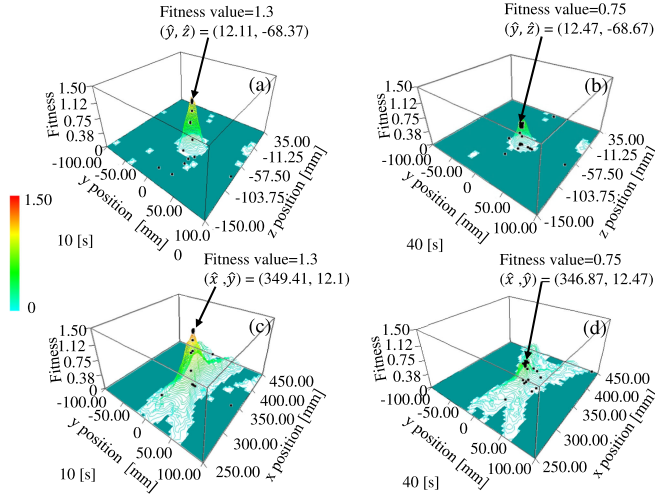 Fitness value=1.3
(ŷ, ẑ) = (12.11, -68.37)
(a)
Fitness
1.50
1.12
0.75
0.38
0
-100.00
-50.00
0
50.00
100.0
0
y position [mm]
35.00
-11.25
-57.50
-103.75
-150.00
z position [mm]
10 [s]
Fitness value=0.75
(ŷ, ẑ) = (12.47, -68.67)
(b)
Fitness
1.50
1.12
0.75
0.38
0
-100.00
-50.00
0
50.00
100.00
y position [mm]
35.00
-11.25
-57.50
-103.75
-150.00
z position [mm]
40 [s]
1.50
0
Fitness value=1.3
(x̂ ,ŷ) = (349.41, 12.1)
(c)
Fitness
1.50
1.12
0.75
0.38
0
-100.00
-50.00
0
50.00
100.00
y position [mm]
450.00
400.00
350.00
300.00
250.00
x position [mm]
10 [s]
Fitness value=0.75
(x̂ ,ŷ) = (346.87, 12.47)
(d)
Fitness
1.50
1.12
0.75
0.38
0
-100.00
-50.00
0
50.00
100.00
y position [mm]
450.00
400.00
350.00
300.00
250.00
x position [mm]
40 [s]